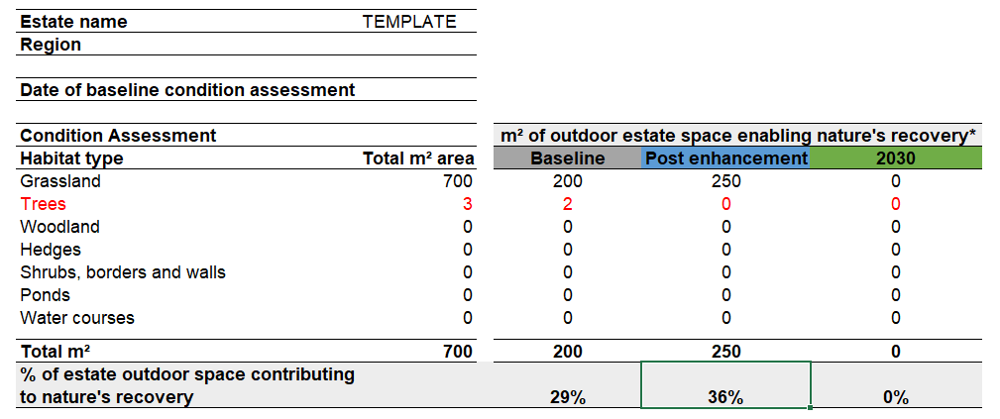 Estate name TEMPLATE
Region
Date of baseline condition assessment
Condition Assessment m² of outdoor estate space enabling nature's recovery*
Habitat type Total m² area Baseline Post enhancement 2030
Grassland 700 200 250 0
Trees 3 2 0 0
Woodland 0 0 0 0
Hedges 0 0 0 0
Shrubs, borders and walls 0 0 0 0
Ponds 0 0 0 0
Water courses 0 0 0 0
Total m² 700 200 250 0
% of estate outdoor space contributing
to nature's recovery 29% 36% 0%